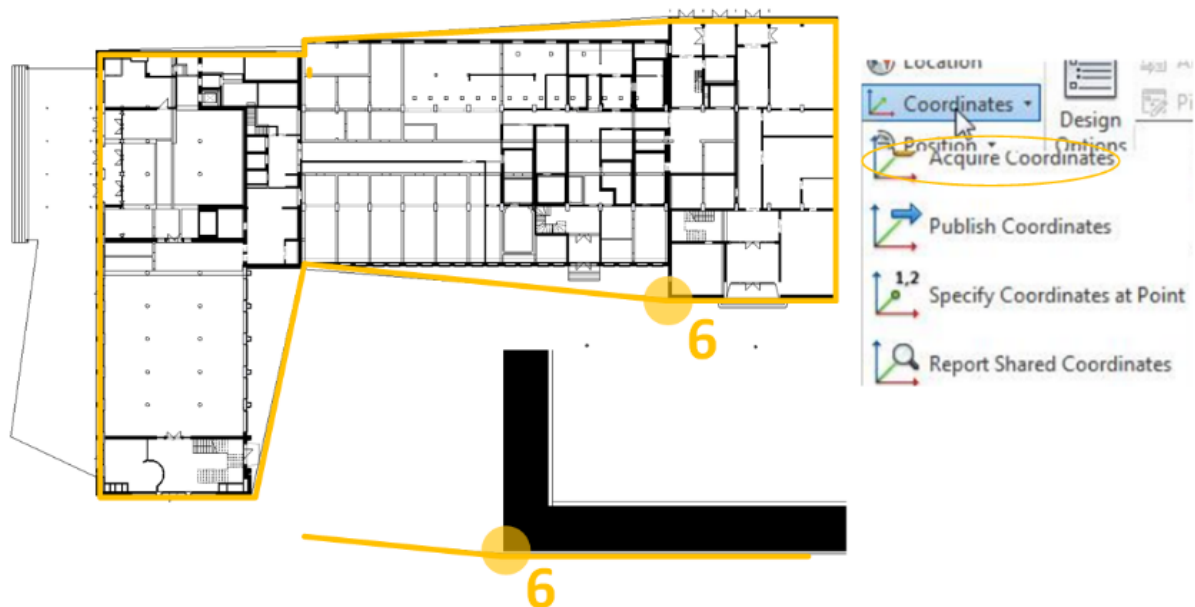 6
6
Location
Coordinates
Design
Options
Position
Acquire Coordinates
Publish Coordinates
1,2
Specify Coordinates at Point
Report Shared Coordinates